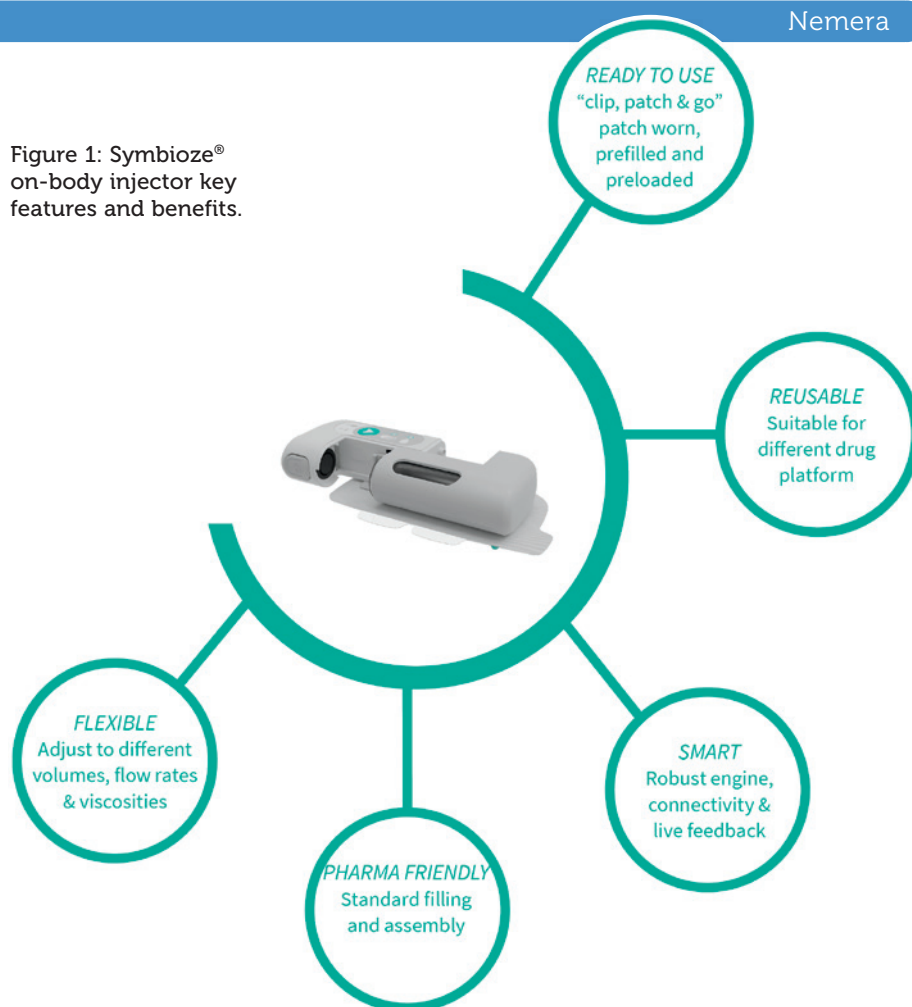 Nemera
Figure 1: Symbioze®
on-body injector key
features and benefits.
READY TO USE
“clip, patch & go”
patch worn,
prefilled and
preloaded
REUSABLE
Suitable for
different drug
platform
SMART
Robust engine,
connectivity &
live feedback
PHARMA FRIENDLY
Standard filling
and assembly
FLEXIBLE
Adjust to different
volumes, flow rates
& viscosities